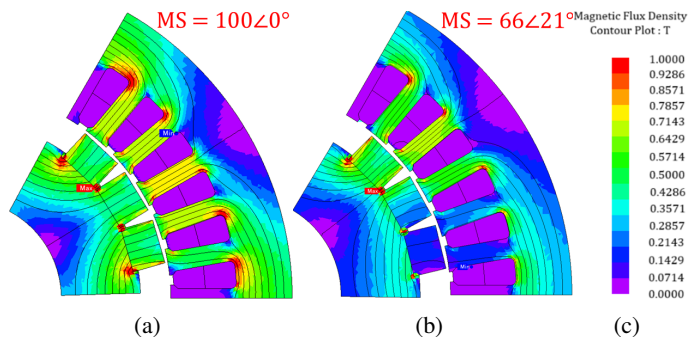 MS = 100∠0°
MS = 66∠21°
Magnetic Flux Density
Contour Plot : T
1.0000
0.9286
0.8571
0.7857
0.7143
0.6429
0.5714
0.5000
0.4286
0.3571
0.2857
0.2143
0.1429
0.0714
0.0000
Min
Max
Max
Min
(a)
(b)
(c)